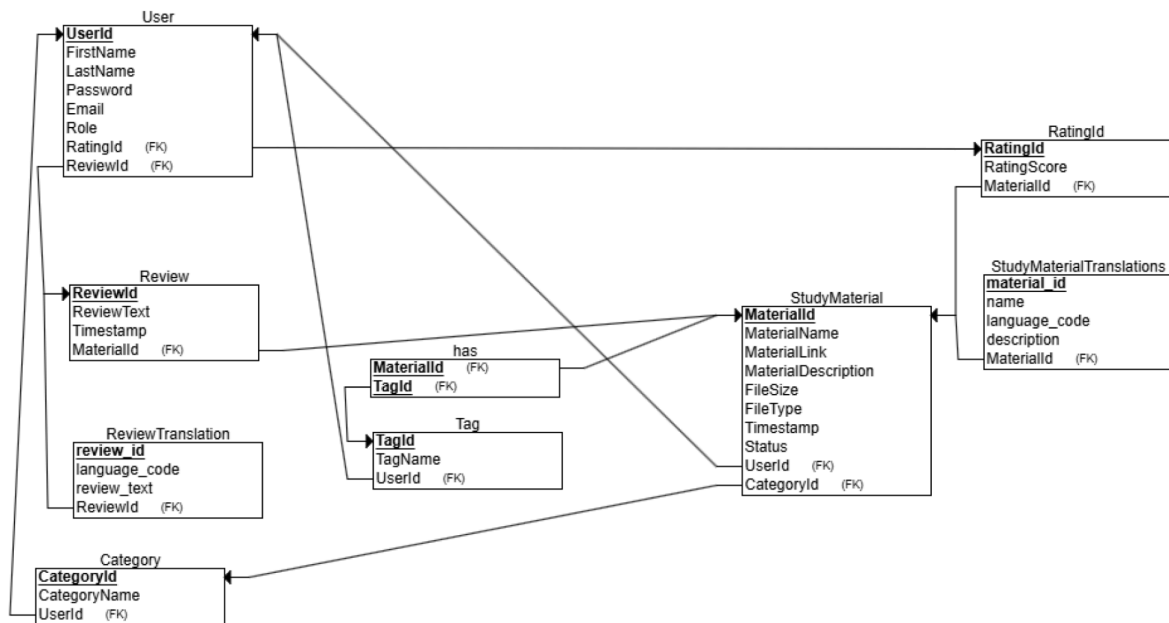 User
UserId
FirstName
LastName
Password
Email
Role
RatingId (FK)
ReviewId (FK)
RatingId
RatingId
RatingScore
MaterialId (FK)
Review
ReviewId
ReviewText
Timestamp
MaterialId (FK)
StudyMaterialTranslations
material_id
name
language_code
description
MaterialId (FK)
StudyMaterial
MaterialId
MaterialName
MaterialLink
MaterialDescription
FileSize
FileType
Timestamp
Status
UserId (FK)
CategoryId (FK)
has
MaterialId (FK)
TagId (FK)
Tag
TagId
TagName
UserId (FK)
ReviewTranslation
review_id
language_code
review_text
ReviewId (FK)
Category
CategoryId
CategoryName
UserId (FK)